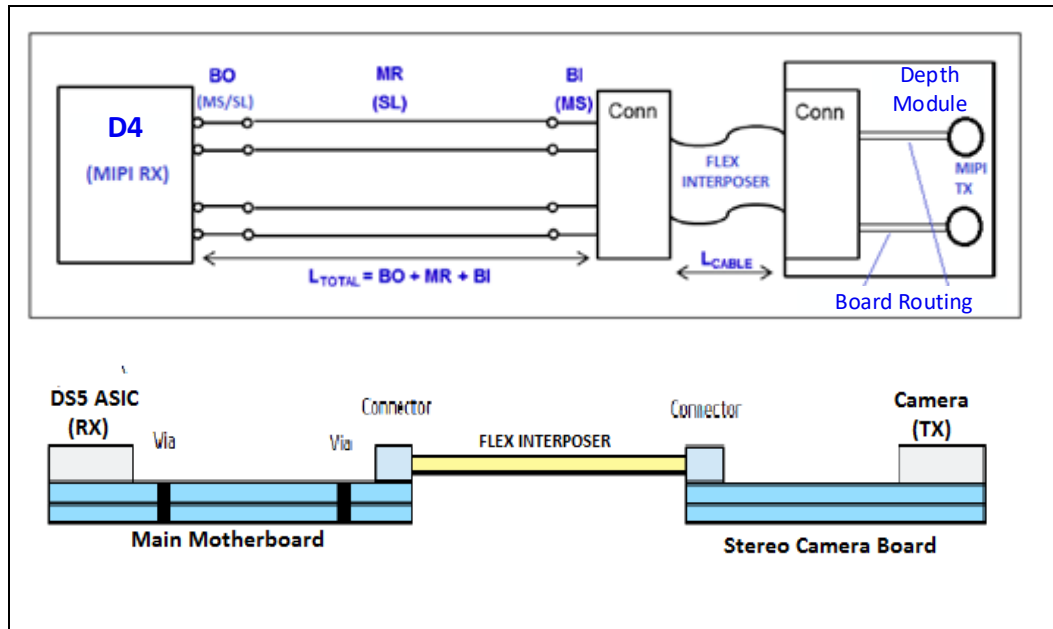 BO
(MS/SL)
MR
(SL)
BI
(MS)
Depth
Module
D4
(MIPI RX)
Conn
Conn
FLEX
INTERPOSER
MIPI
TX
LTOTAL = BO + MR + BI
LCABLE
Board Routing
DS5 ASIC
(RX)
Via
Via
Connector
FLEX INTERPOSER
Connector
Camera
(TX)
Main Motherboard
Stereo Camera Board